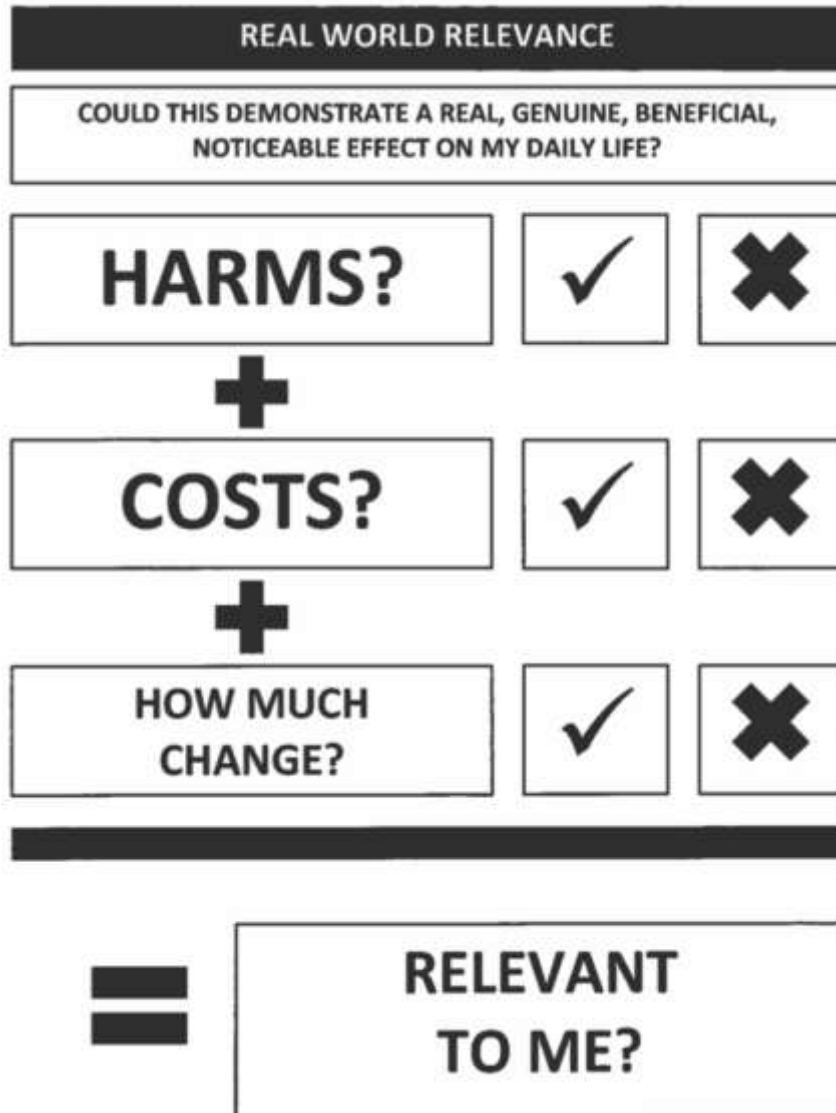 REAL WORLD RELEVANCE
COULD THIS DEMONSTRATE A REAL, GENUINE, BENEFICIAL,
NOTICEABLE EFFECT ON MY DAILY LIFE?
HARMS?
COSTS?
HOW MUCH
CHANGE?
RELEVANT
TO ME?